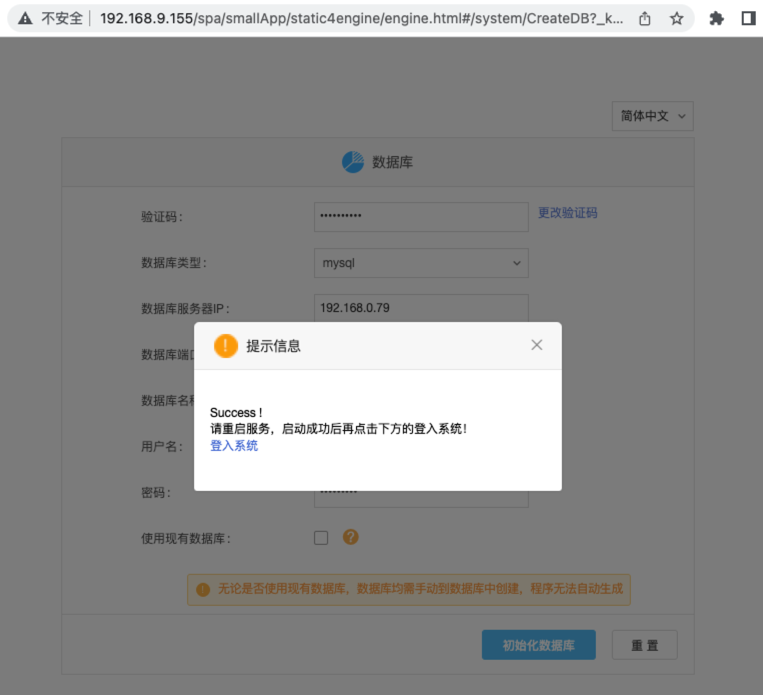 不安全 192.168.9.155/spa/smallApp/static4engine/engine.html#/system/CreateDB?_k...
简体中文
数据库
验证码： •••••••••• 更改验证码
数据库类型： mysql
数据库服务器IP： 192.168.0.79
数据库端
提示信息
数据库名
Success !
请重启服务，启动成功后再点击下方的登入系统!
用户名：
登入系统
密码： •••••••••
使用现有数据库： ?
无论是否使用现有数据库，数据库均需手动到数据库中创建，程序无法自动生成
初始化数据库 重 置